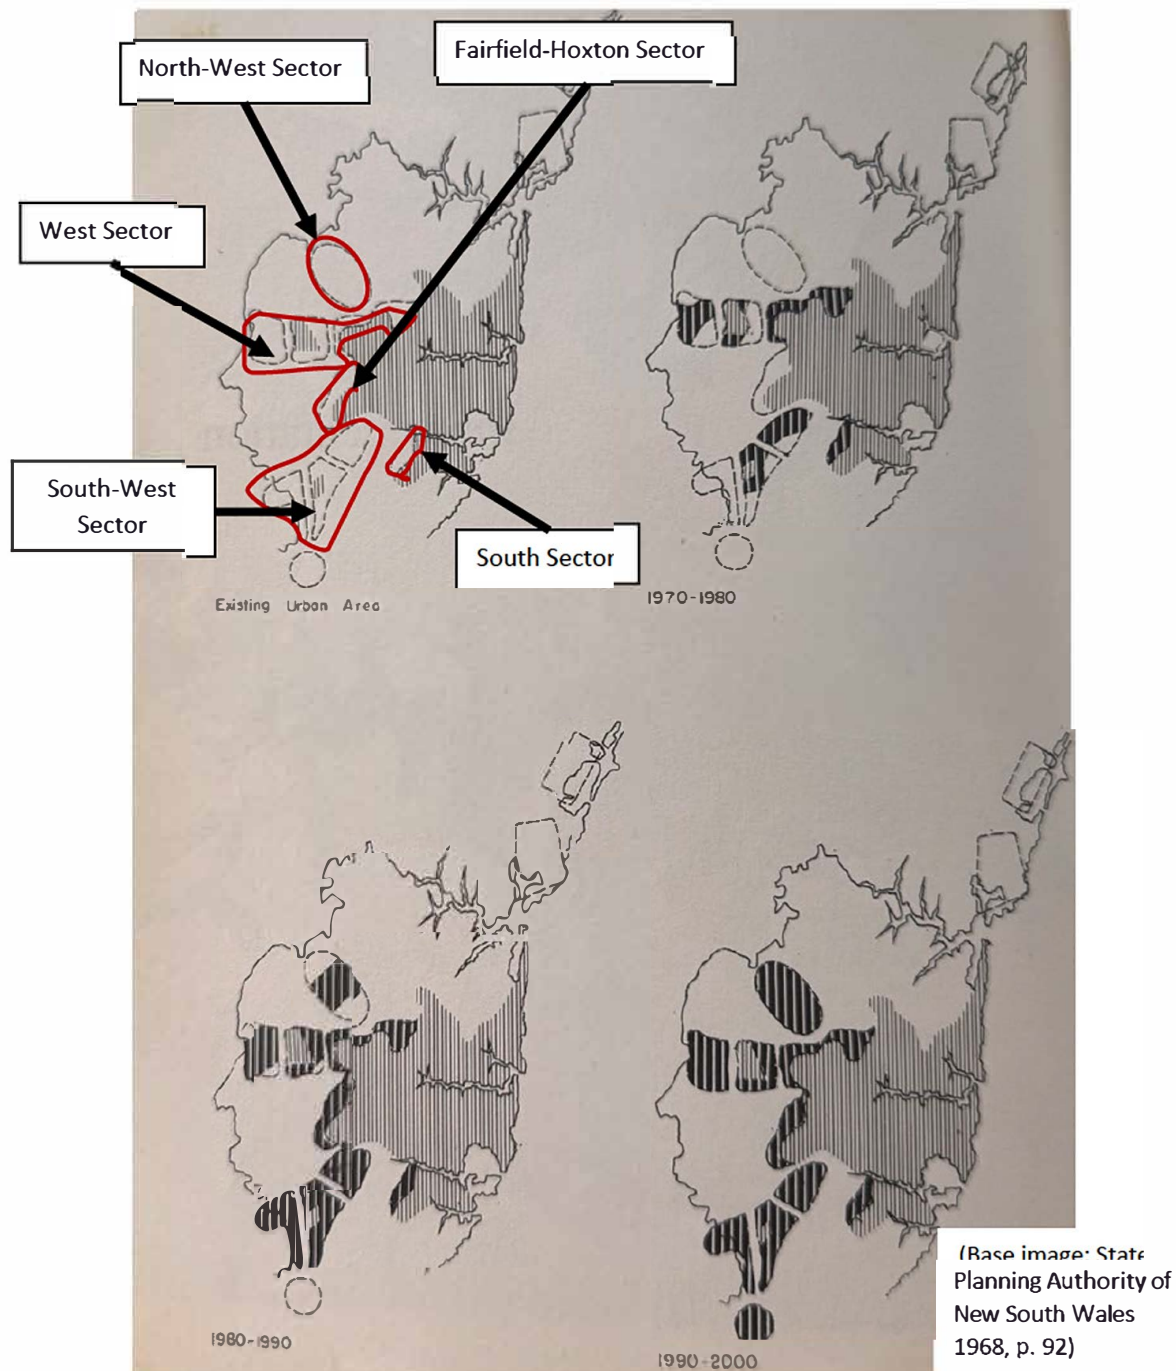 North-West Sector
Fairfield-Hoxton Sector
West Sector
South-West
Sector
South Sector
Existing Urban Area
1970-1980
1980-1990
1990-2000
(Base image: State
Planning Authority of
New South Wales
1968, p. 92)